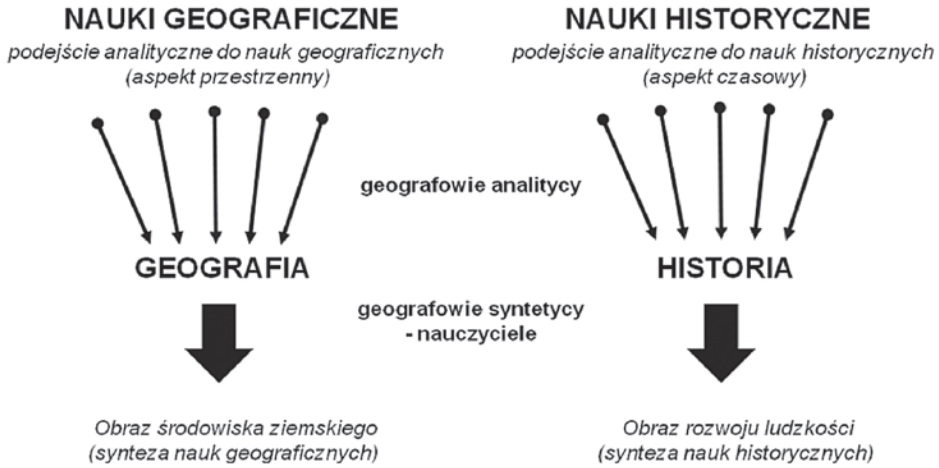 NAUKI GEOGRAFICZNE
podejście analityczne do nauk geograficznych
(aspekt przestrzenny)
NAUKI HISTORYCZNE
podejście analityczne do nauk historycznych
(aspekt czasowy)
geografowie analitycy
GEOGRAFIA
HISTORIA
geografowie syntetycy
- nauczyciele
Obraz środowiska ziemskiego
(synteza nauk geograficznych)
Obraz rozwoju ludzkości
(synteza nauk historycznych)